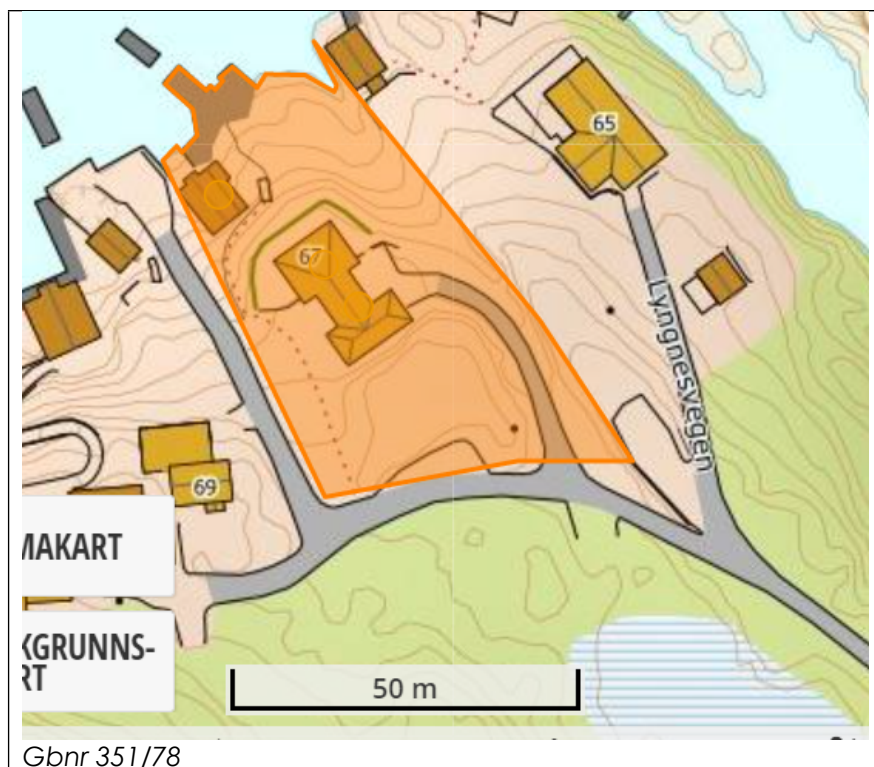 65
67
Lyngnesvegen
69
MAKART
KGRUNNS-
RT
50 m
Gbnr 351/78